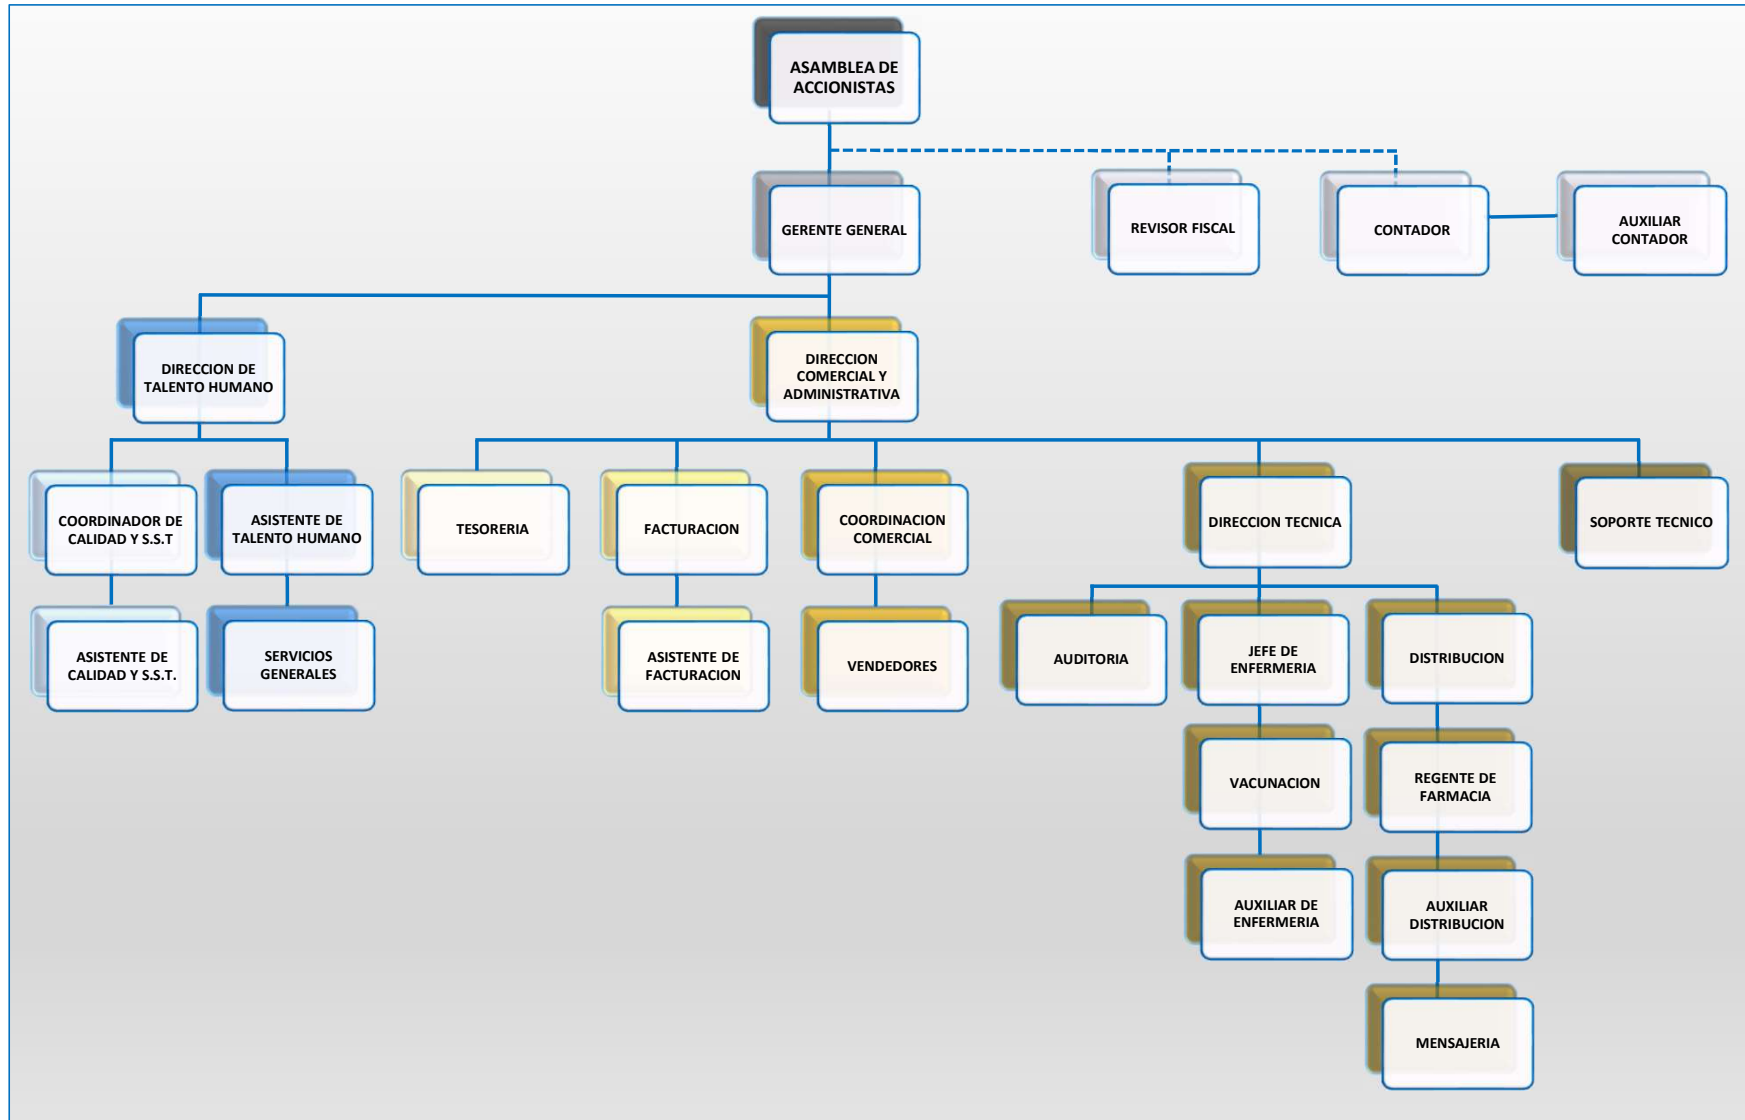 ASAMBLEA DE
ACCIONISTAS
GERENTE GENERAL
REVISOR FISCAL
CONTADOR
AUXILIAR
CONTADOR
DIRECCION DE
TALENTO HUMANO
DIRECCION
COMERCIAL Y
ADMINISTRATIVA
COORDINADOR DE
CALIDAD Y S.S.T
ASISTENTE DE
TALENTO HUMANO
TESORERIA
FACTURACION
COORDINACION
COMERCIAL
DIRECCION TECNICA
SOPORTE TECNICO
ASISTENTE DE
CALIDAD Y S.S.T.
SERVICIOS
GENERALES
ASISTENTE DE
FACTURACION
VENDEDORES
AUDITORIA
JEFE DE
ENFERMERIA
DISTRIBUCION
VACUNACION
REGENTE DE
FARMACIA
AUXILIAR DE
ENFERMERIA
AUXILIAR
DISTRIBUCION
MENSAJERIA